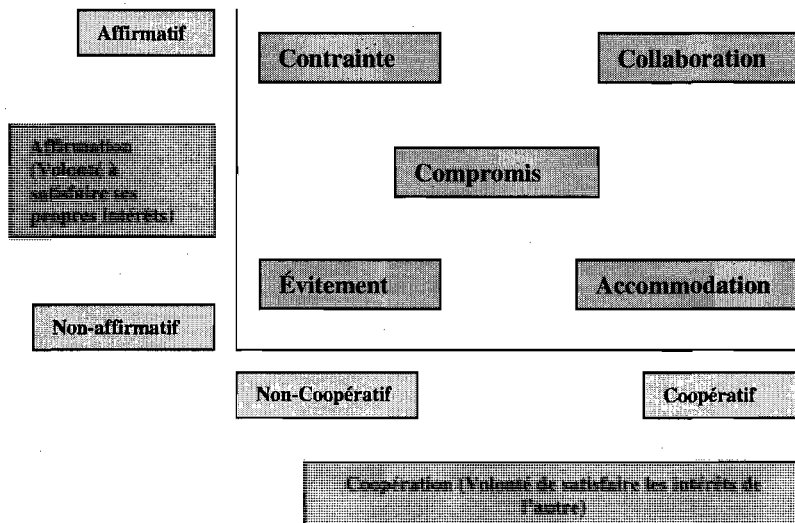 Affirmatif
Contrainte
Collaboration
Affirmation
(Volonté à
satisfaire ses
propres intérêts)
Compromis
Évitement
Accommodation
Non-affirmatif
Non-Coopératif
Coopératif
Coopération (Volonté de satisfaire les intérêts de
l'autre)